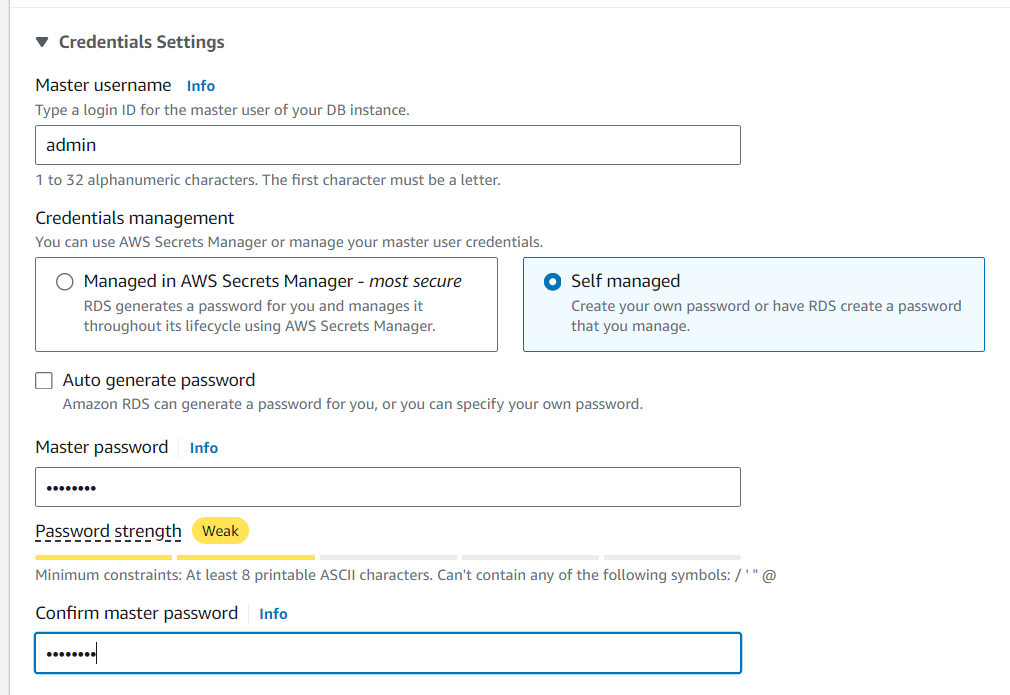 Credentials Settings
Master username Info
Type a login ID for the master user of your DB instance.
admin
1 to 32 alphanumeric characters. The first character must be a letter.
Credentials management
You can use AWS Secrets Manager or manage your master user credentials.
Managed in AWS Secrets Manager - most secure
RDS generates a password for you and manages it
throughout its lifecycle using AWS Secrets Manager.
Self managed
Create your own password or have RDS create a password
that you manage.
Auto generate password
Amazon RDS can generate a password for you, or you can specify your own password.
Master password Info
••••••••
Password strength Weak
Minimum constraints: At least 8 printable ASCII characters. Can't contain any of the following symbols: / ' " @
Confirm master password Info
••••••••